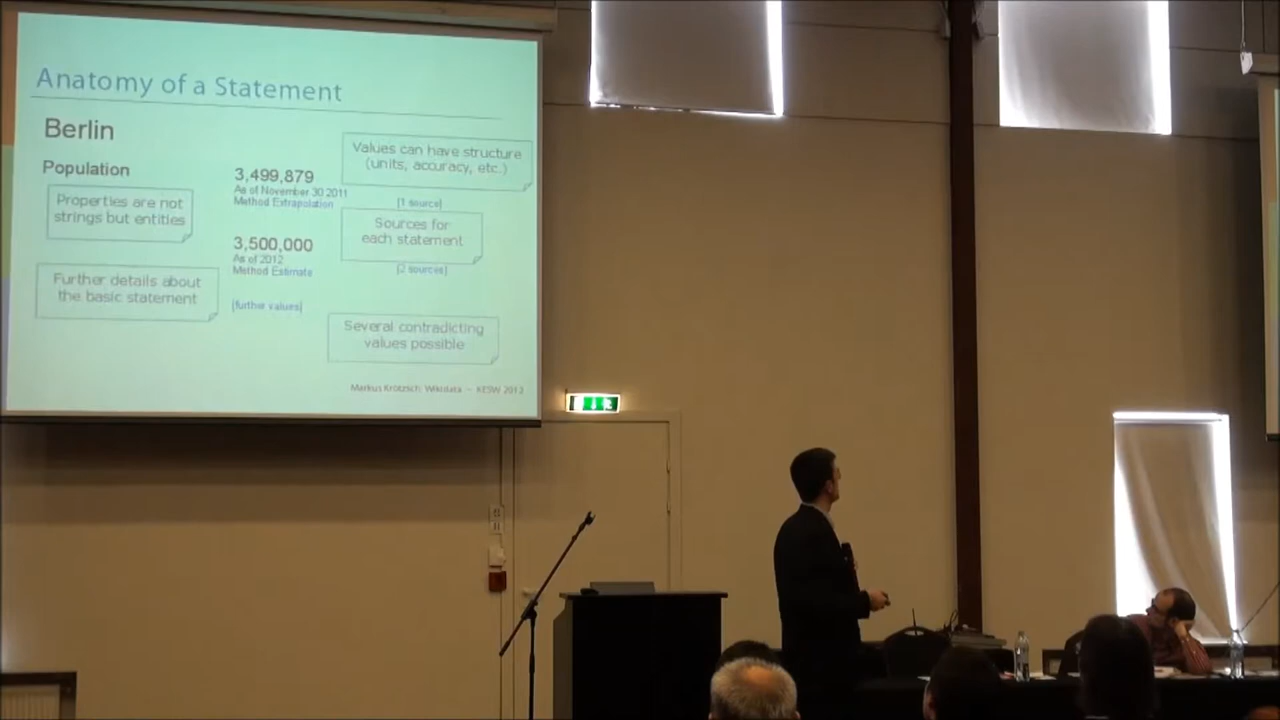 Anatomy of a Statement
Berlin
Population
3,499,879
As of November 30 2011
Method Extrapolation
Values can have structure
(units, accuracy, etc.)
[1 source]
Properties are not
strings but entities
Sources for
each statement
3,500,000
As of 2012
Method Estimate
[2 sources]
Further details about
the basic statement
[further values]
Several contradicting
values possible
Markus Krötzsch: Wikidata – KESW 2013